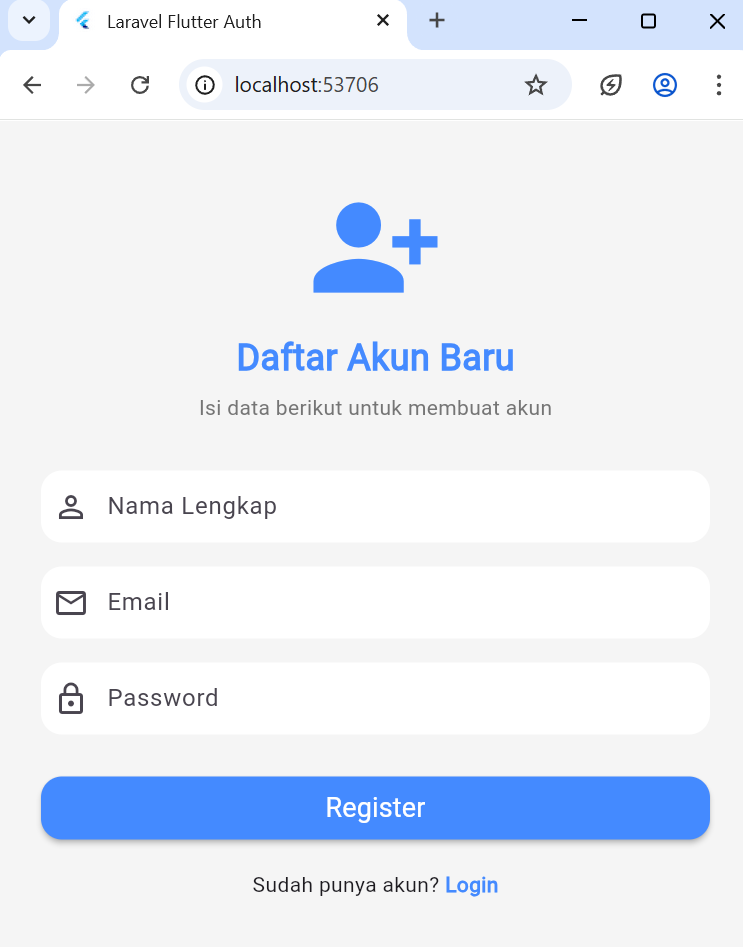 Laravel Flutter Auth
localhost:53706
Daftar Akun Baru
Isi data berikut untuk membuat akun
Nama Lengkap
Email
Password
Register
Sudah punya akun? Login